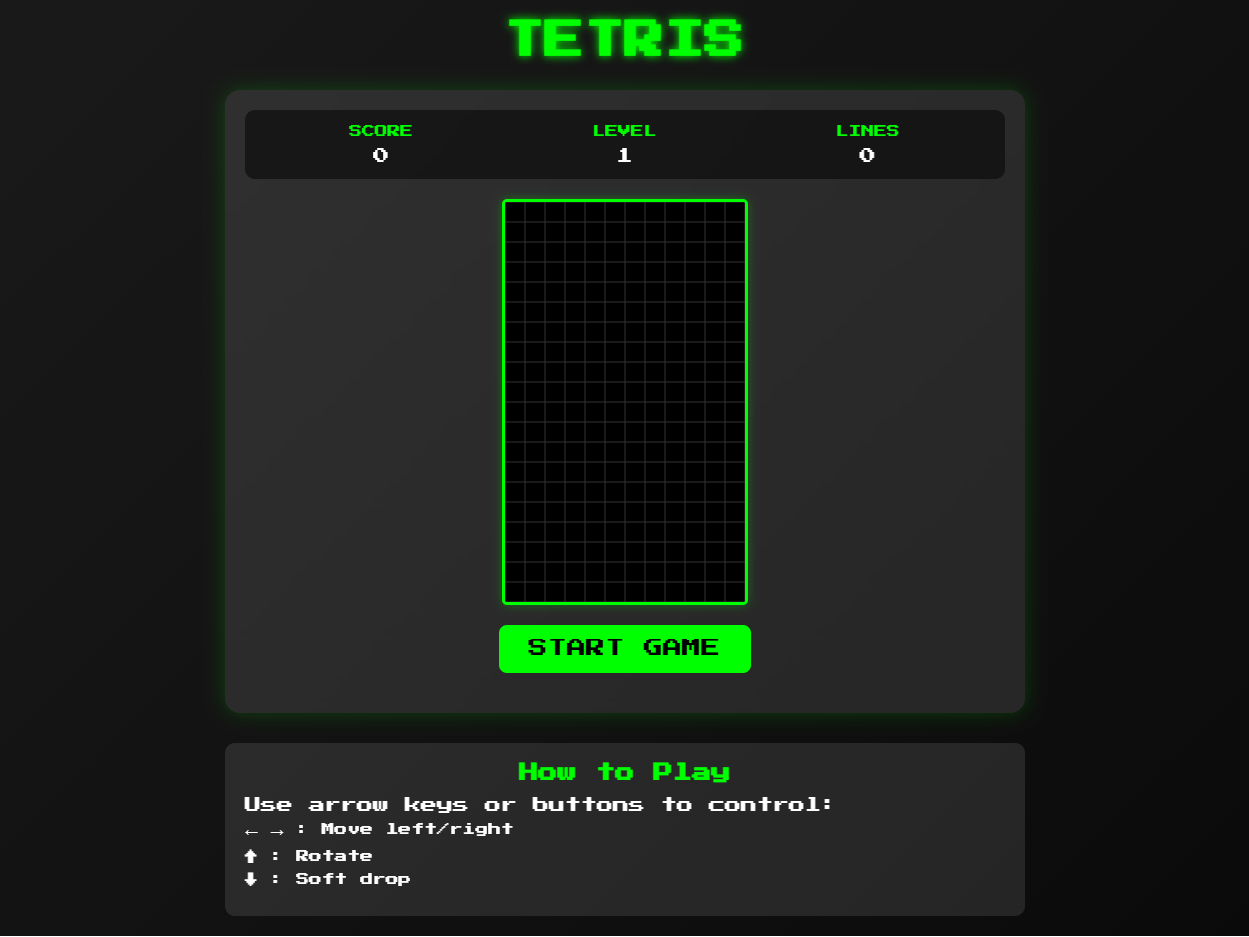 TETRIS
SCORE LEVEL LINES
0 1 0
START GAME
How to Play
Use arrow keys or buttons to control:
← → : Move left/right
⬆ : Rotate
⬇ : Soft drop